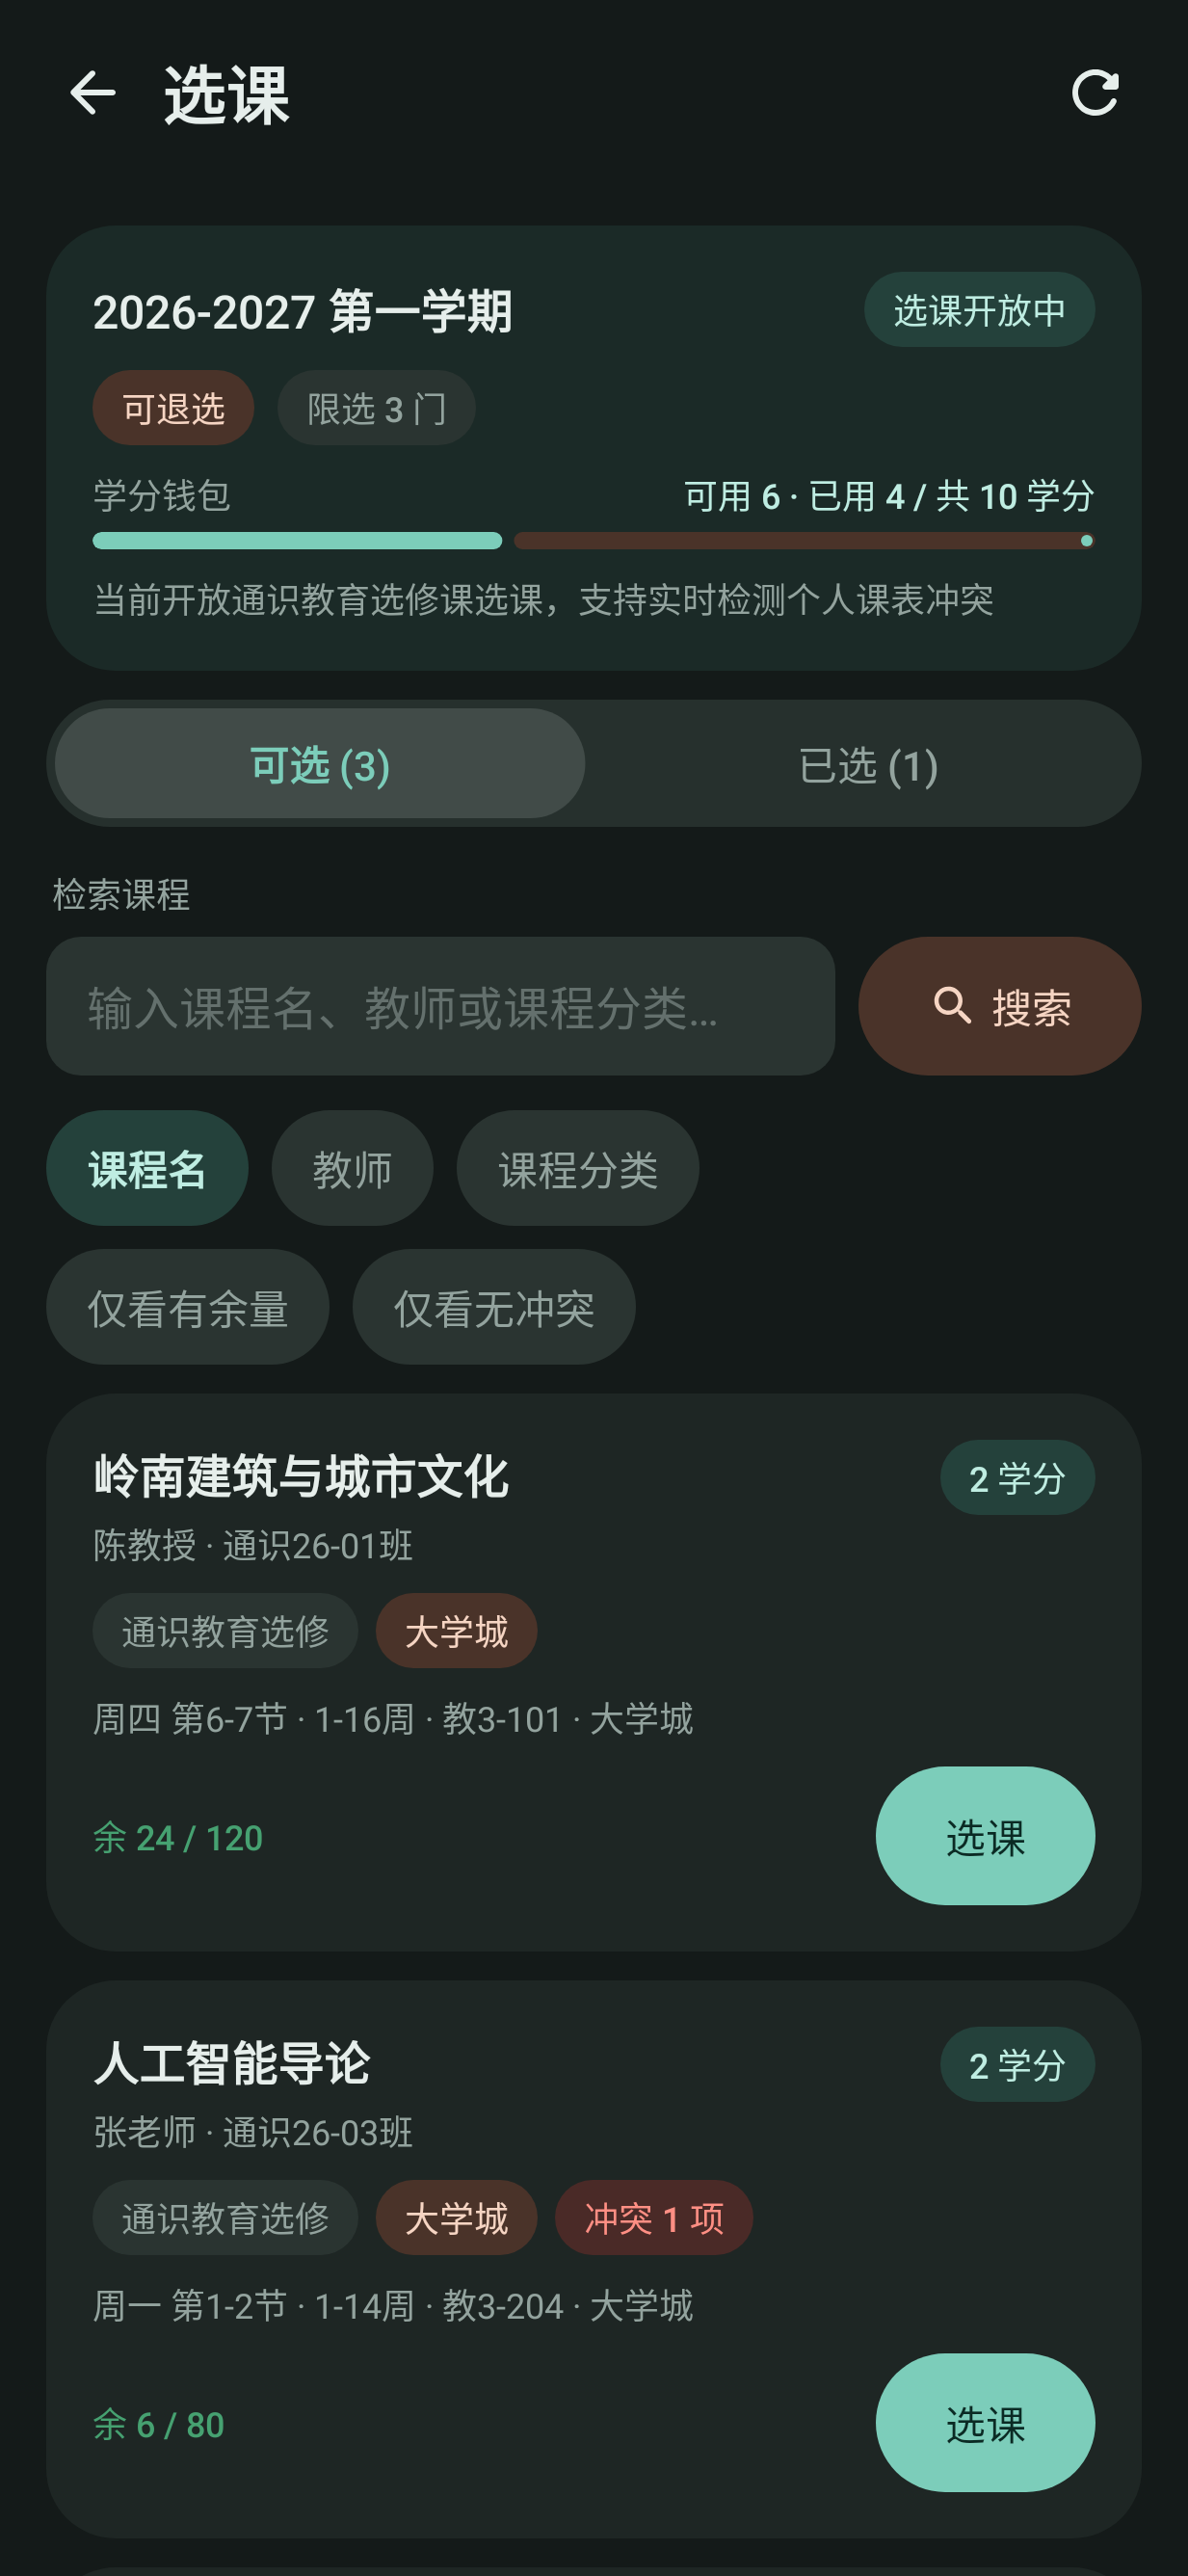 选课
2026-2027 第一学期
选课开放中
可退选
限选 3 门
学分钱包
可用 6 · 已用 4 / 共 10 学分
当前开放通识教育选修课选课，支持实时检测个人课表冲突
可选 (3)
已选 (1)
检索课程
输入课程名、教师或课程分类...
搜索
课程名
教师
课程分类
仅看有余量
仅看无冲突
岭南建筑与城市文化
2 学分
陈教授 · 通识26-01班
通识教育选修
大学城
周四 第6-7节 · 1-16周 · 教3-101 · 大学城
余 24 / 120
选课
人工智能导论
2 学分
张老师 · 通识26-03班
通识教育选修
大学城
冲突 1 项
周一 第1-2节 · 1-14周 · 教3-204 · 大学城
余 6 / 80
选课